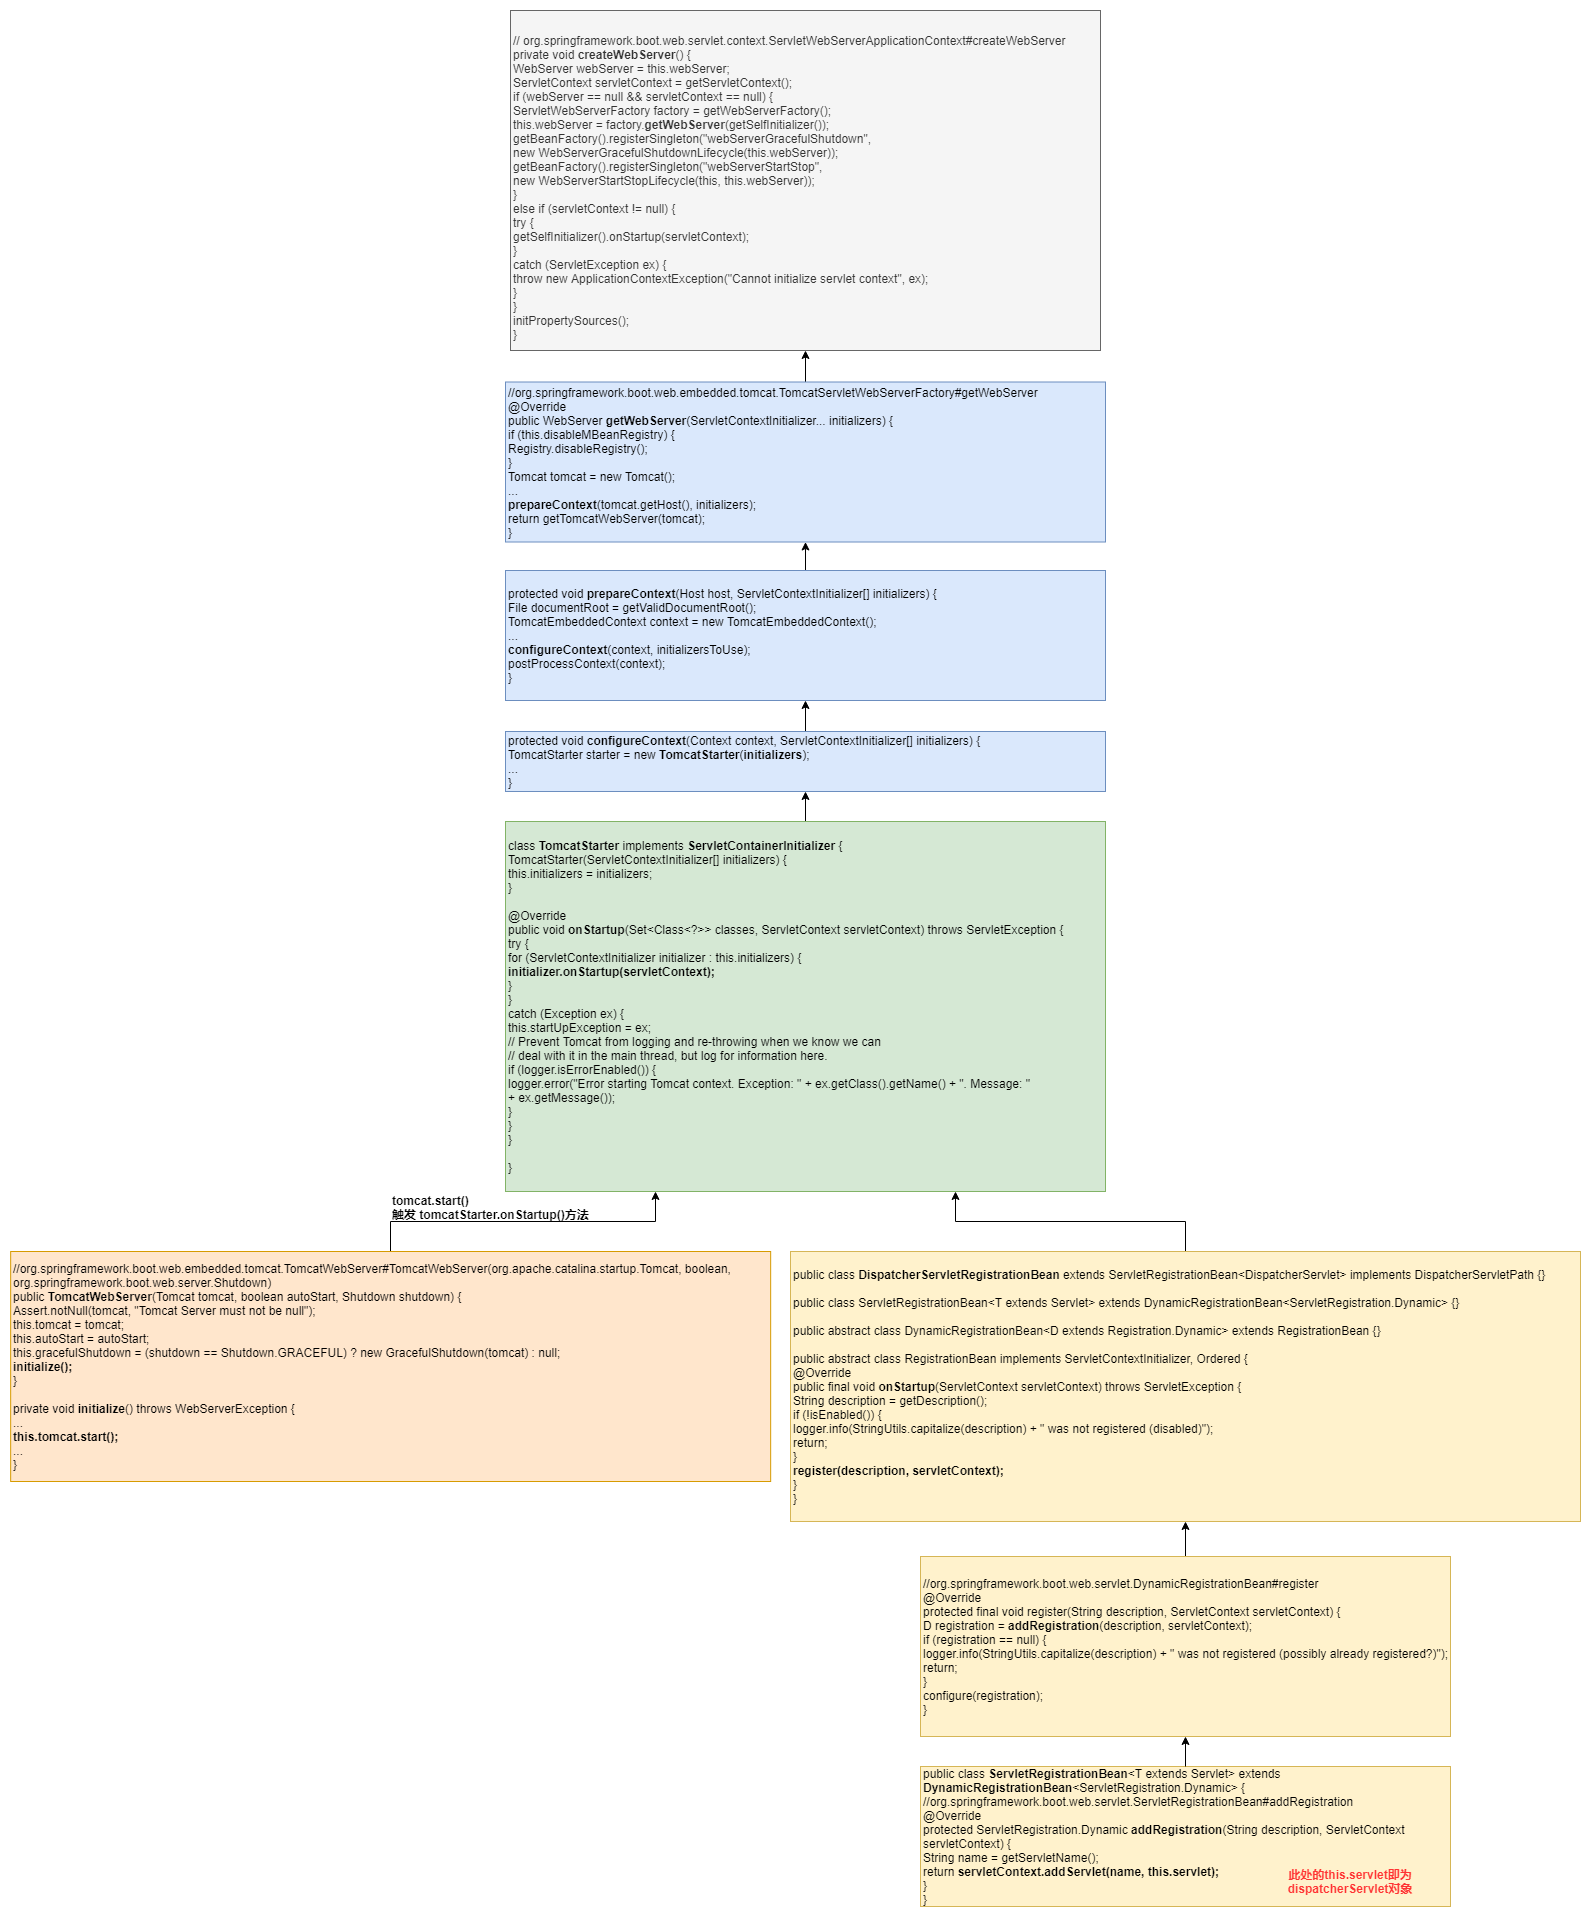 // org.springframework.boot.web.servlet.context.ServletWebServerApplicationContext#createWebServer
private void createWebServer() {
WebServer webServer = this.webServer;
ServletContext servletContext = getServletContext();
if (webServer == null && servletContext == null) {
ServletWebServerFactory factory = getWebServerFactory();
this.webServer = factory.getWebServer(getSelfInitializer());
getBeanFactory().registerSingleton("webServerGracefulShutdown",
new WebServerGracefulShutdownLifecycle(this.webServer));
getBeanFactory().registerSingleton("webServerStartStop",
new WebServerStartStopLifecycle(this, this.webServer));
}
else if (servletContext != null) {
try {
getSelfInitializer().onStartup(servletContext);
}
catch (ServletException ex) {
throw new ApplicationContextException("Cannot initialize servlet context", ex);
}
}
initPropertySources();
}
//org.springframework.boot.web.embedded.tomcat.TomcatServletWebServerFactory#getWebServer
@Override
public WebServer getWebServer(ServletContextInitializer... initializers) {
if (this.disableMBeanRegistry) {
Registry.disableRegistry();
}
Tomcat tomcat = new Tomcat();
...
prepareContext(tomcat.getHost(), initializers);
return getTomcatWebServer(tomcat);
}
protected void prepareContext(Host host, ServletContextInitializer[] initializers) {
File documentRoot = getValidDocumentRoot();
TomcatEmbeddedContext context = new TomcatEmbeddedContext();
...
configureContext(context, initializersToUse);
postProcessContext(context);
}
protected void configureContext(Context context, ServletContextInitializer[] initializers) {
TomcatStarter starter = new TomcatStarter(initializers);
...
}
class TomcatStarter implements ServletContainerInitializer {
TomcatStarter(ServletContextInitializer[] initializers) {
this.initializers = initializers;
}
@Override
public void onStartup(Set<Class<?>> classes, ServletContext servletContext) throws ServletException {
try {
for (ServletContextInitializer initializer : this.initializers) {
initializer.onStartup(servletContext);
}
}
catch (Exception ex) {
this.startUpException = ex;
// Prevent Tomcat from logging and re-throwing when we know we can
// deal with it in the main thread, but log for information here.
if (logger.isErrorEnabled()) {
logger.error("Error starting Tomcat context. Exception: " + ex.getClass().getName() + ". Message: "
+ ex.getMessage());
}
}
}
}
tomcat.start()
触发 tomcatStarter.onStartup()方法
//org.springframework.boot.web.embedded.tomcat.TomcatWebServer#TomcatWebServer(org.apache.catalina.startup.Tomcat, boolean,
org.springframework.boot.web.server.Shutdown)
public TomcatWebServer(Tomcat tomcat, boolean autoStart, Shutdown shutdown) {
Assert.notNull(tomcat, "Tomcat Server must not be null");
this.tomcat = tomcat;
this.autoStart = autoStart;
this.gracefulShutdown = (shutdown == Shutdown.GRACEFUL) ? new GracefulShutdown(tomcat) : null;
initialize();
}
private void initialize() throws WebServerException {
...
this.tomcat.start();
...
}
public class DispatcherServletRegistrationBean extends ServletRegistrationBean<DispatcherServlet> implements DispatcherServletPath {}
public class ServletRegistrationBean<T extends Servlet> extends DynamicRegistrationBean<ServletRegistration.Dynamic> {}
public abstract class DynamicRegistrationBean<D extends Registration.Dynamic> extends RegistrationBean {}
public abstract class RegistrationBean implements ServletContextInitializer, Ordered {
@Override
public final void onStartup(ServletContext servletContext) throws ServletException {
String description = getDescription();
if (!isEnabled()) {
logger.info(StringUtils.capitalize(description) + " was not registered (disabled)");
return;
}
register(description, servletContext);
}
}
//org.springframework.boot.web.servlet.DynamicRegistrationBean#register
@Override
protected final void register(String description, ServletContext servletContext) {
D registration = addRegistration(description, servletContext);
if (registration == null) {
logger.info(StringUtils.capitalize(description) + " was not registered (possibly already registered?)");
return;
}
configure(registration);
}
public class ServletRegistrationBean<T extends Servlet> extends
DynamicRegistrationBean<ServletRegistration.Dynamic> {
//org.springframework.boot.web.servlet.ServletRegistrationBean#addRegistration
@Override
protected ServletRegistration.Dynamic addRegistration(String description, ServletContext
servletContext) {
String name = getServletName();
return servletContext.addServlet(name, this.servlet);
}
}
此处的this.servlet即为
dispatcherServlet对象